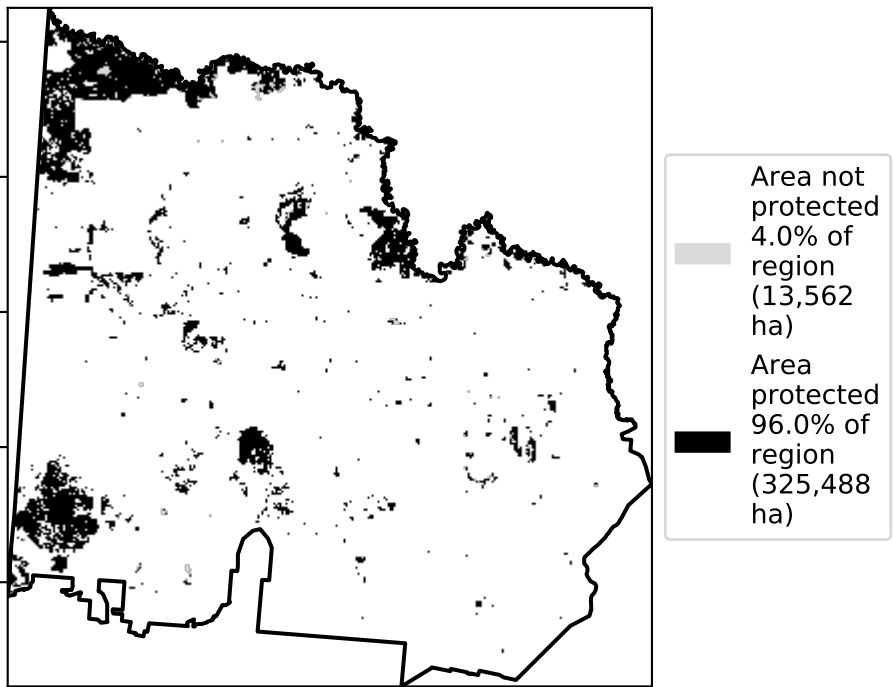 Area not
protected
4.0% of
region
(13,562
ha)
Area
protected
96.0% of
region
(325,488
ha)